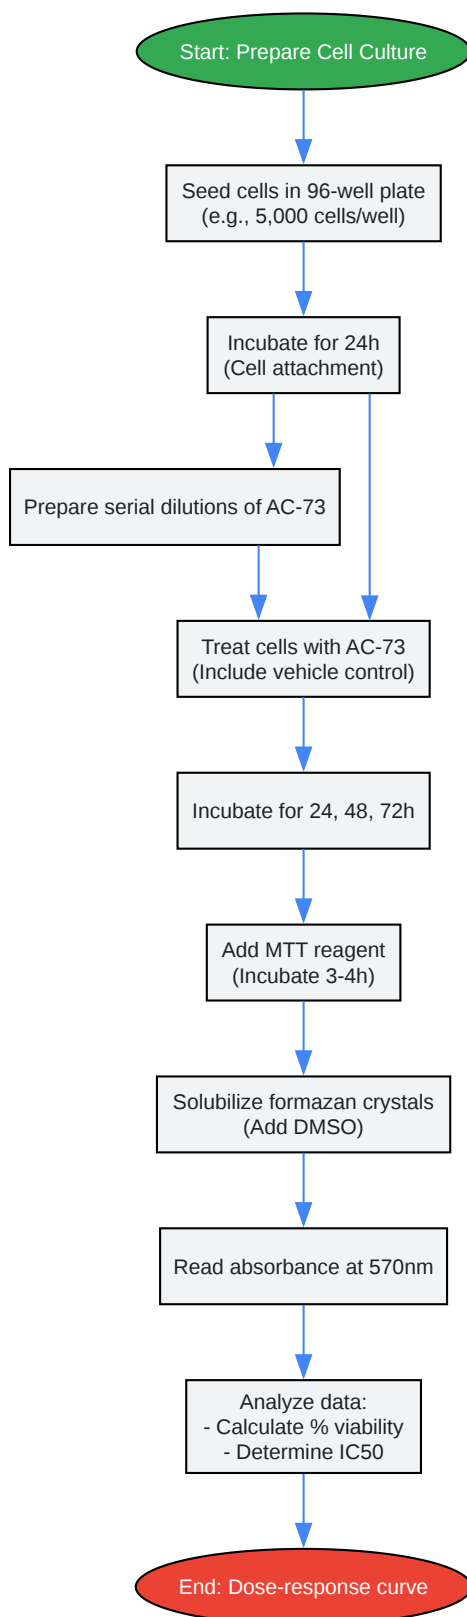 Start: Prepare Cell Culture
Seed cells in 96-well plate
(e.g., 5,000 cells/well)
Incubate for 24h
(Cell attachment)
Prepare serial dilutions of AC-73
Treat cells with AC-73
(Include vehicle control)
Incubate for 24, 48, 72h
Add MTT reagent
(Incubate 3-4h)
Solubilize formazan crystals
(Add DMSO)
Read absorbance at 570nm
Analyze data:
- Calculate % viability
- Determine IC50
End: Dose-response curve